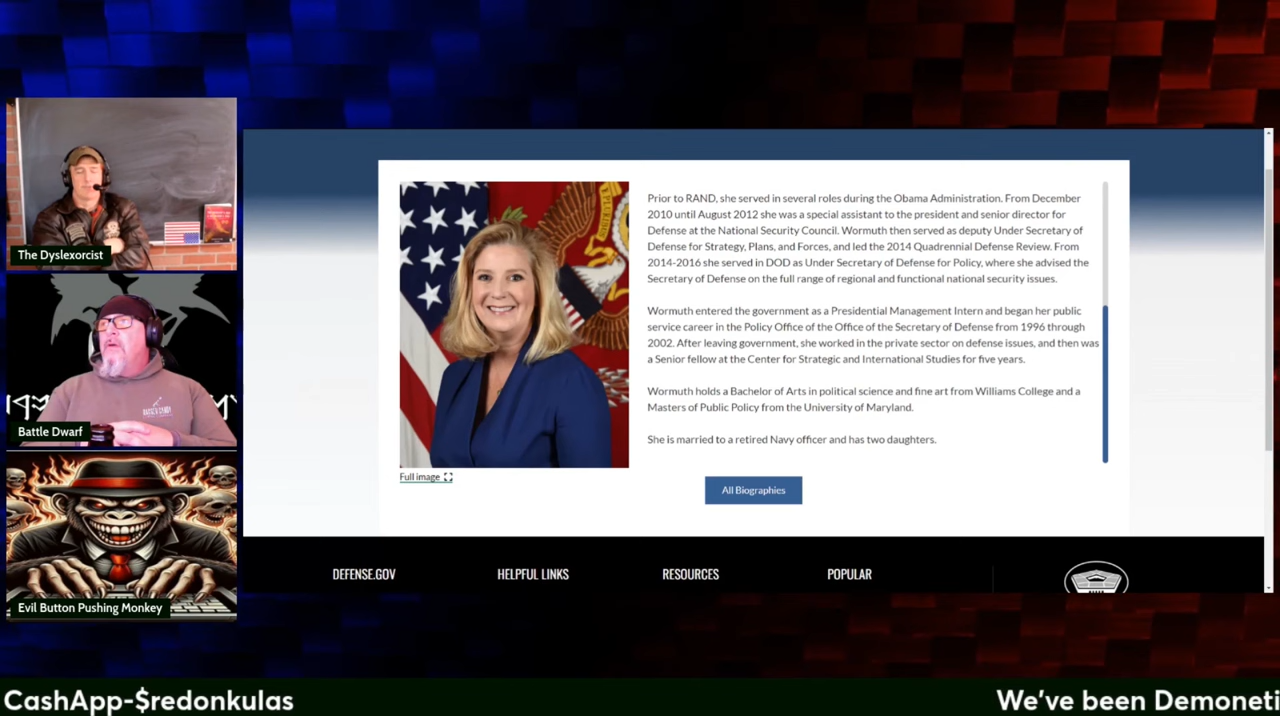 The Dyslexorcist
Battle Dwarf
Evil Button Pushing Monkey
Prior to RAND, she served in several roles during the Obama Administration. From December
2010 until August 2012 she was a special assistant to the president and senior director for
Defense at the National Security Council. Wormuth then served as deputy Under Secretary of
Defense for Strategy, Plans, and Forces, and led the 2014 Quadrennial Defense Review. From
2014-2016 she served in DOD as Under Secretary of Defense for Policy, where she advised the
Secretary of Defense on the full range of regional and functional national security issues.
Wormuth entered the government as a Presidential Management Intern and began her public
service career in the Policy Office of the Office of the Secretary of Defense from 1996 through
2002. After leaving government, she worked in the private sector on defense issues, and then was
a Senior fellow at the Center for Strategic and International Studies for five years.
Wormuth holds a Bachelor of Arts in political science and fine art from Williams College and a
Masters of Public Policy from the University of Maryland.
She is married to a retired Navy officer and has two daughters.
Full image
All Biographies
DEFENSE.GOV
HELPFUL LINKS
RESOURCES
POPULAR
CashApp-$redonkulas
We've been Demoneti